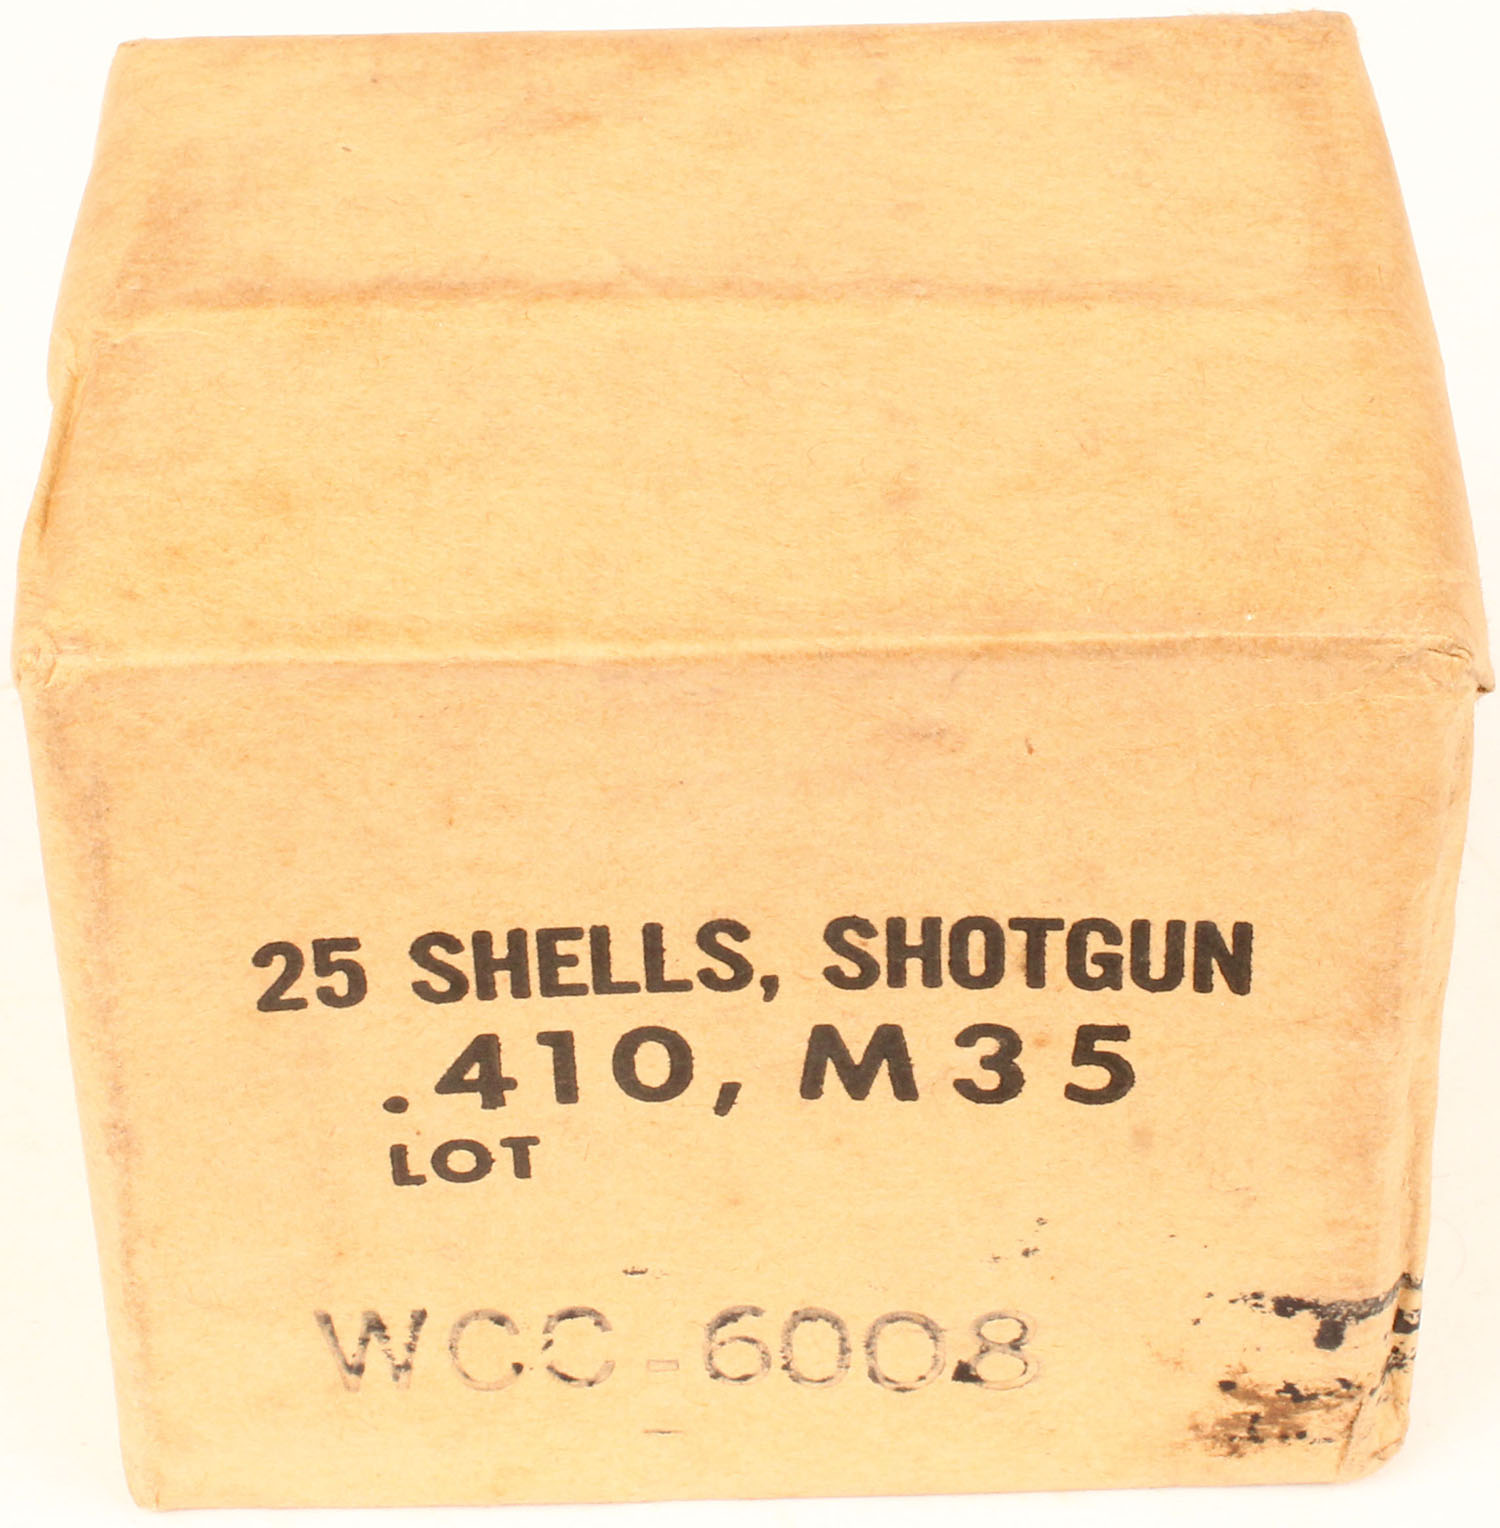 25 SHELLS, SHOTGUN
.410, M35
LOT
WCC-6008